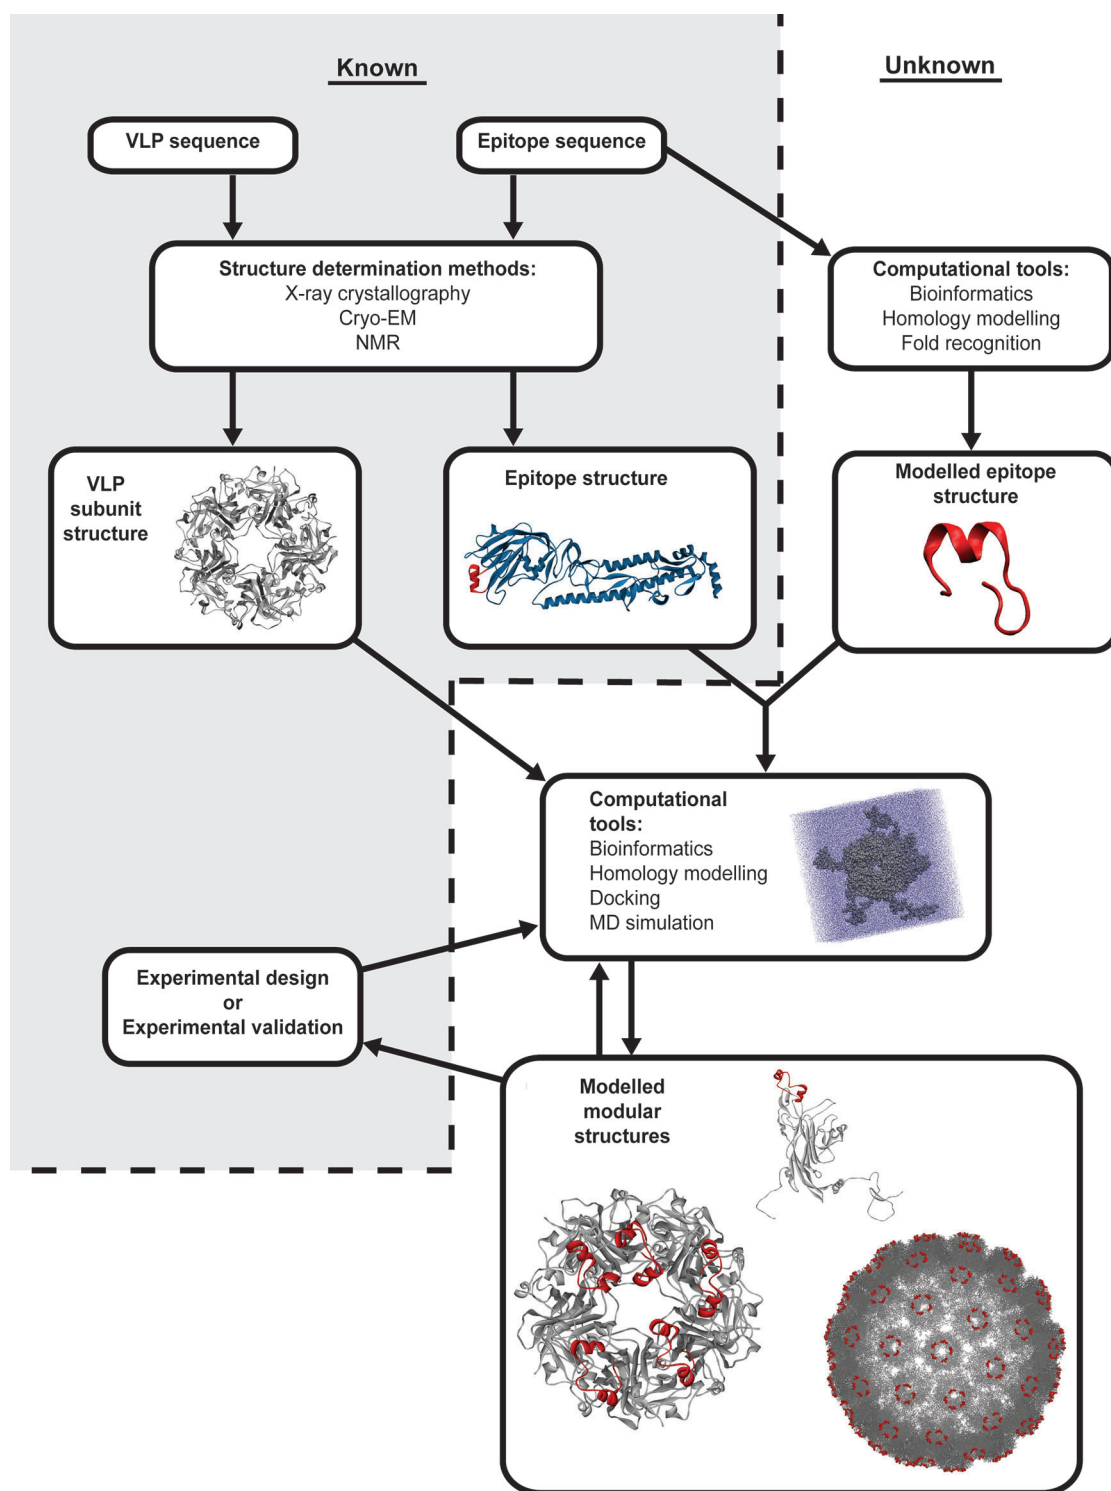 Known
Unknown
VLP sequence
Epitope sequence
Structure determination methods:
X-ray crystallography
Cryo-EM
NMR
Computational tools:
Bioinformatics
Homology modelling
Fold recognition
VLP
subunit
structure
Epitope structure
Modelled epitope
structure
Computational
tools:
Bioinformatics
Homology modelling
Docking
MD simulation
Experimental design
or
Experimental validation
Modelled
modular
structures